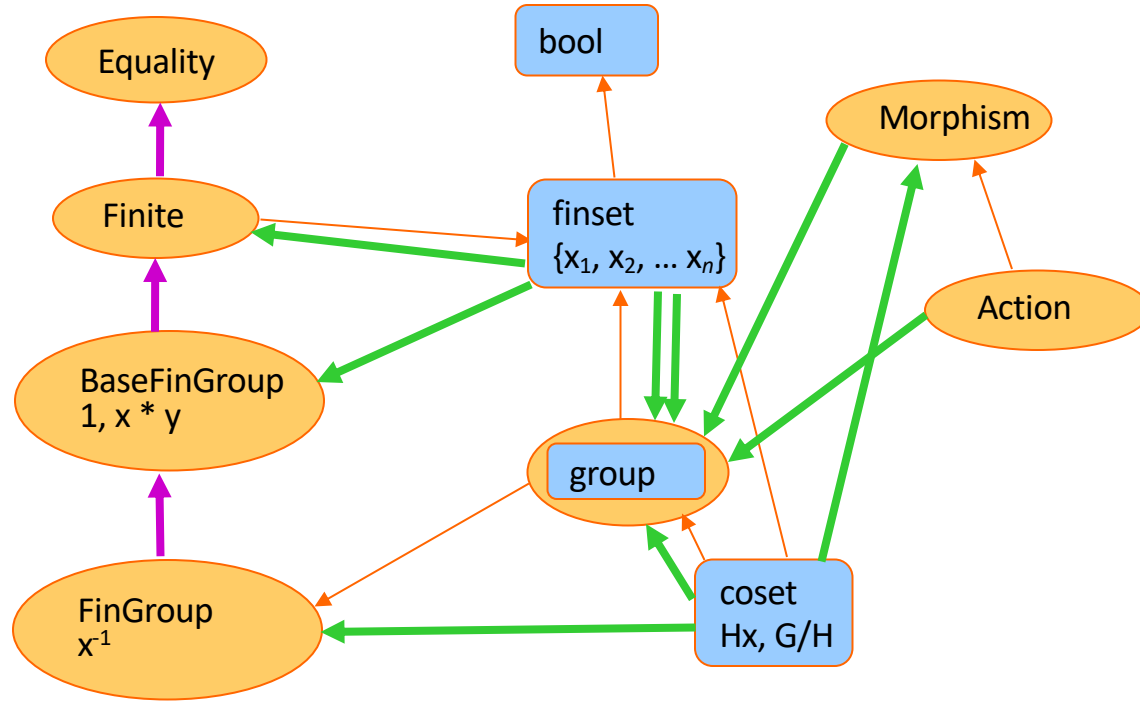 bool
Equality
Morphism
Finite
finset
{x₁, x₂, … xₙ}
Action
BaseFinGroup
1, x * y
group
FinGroup
x⁻¹
coset
Hx, G/H